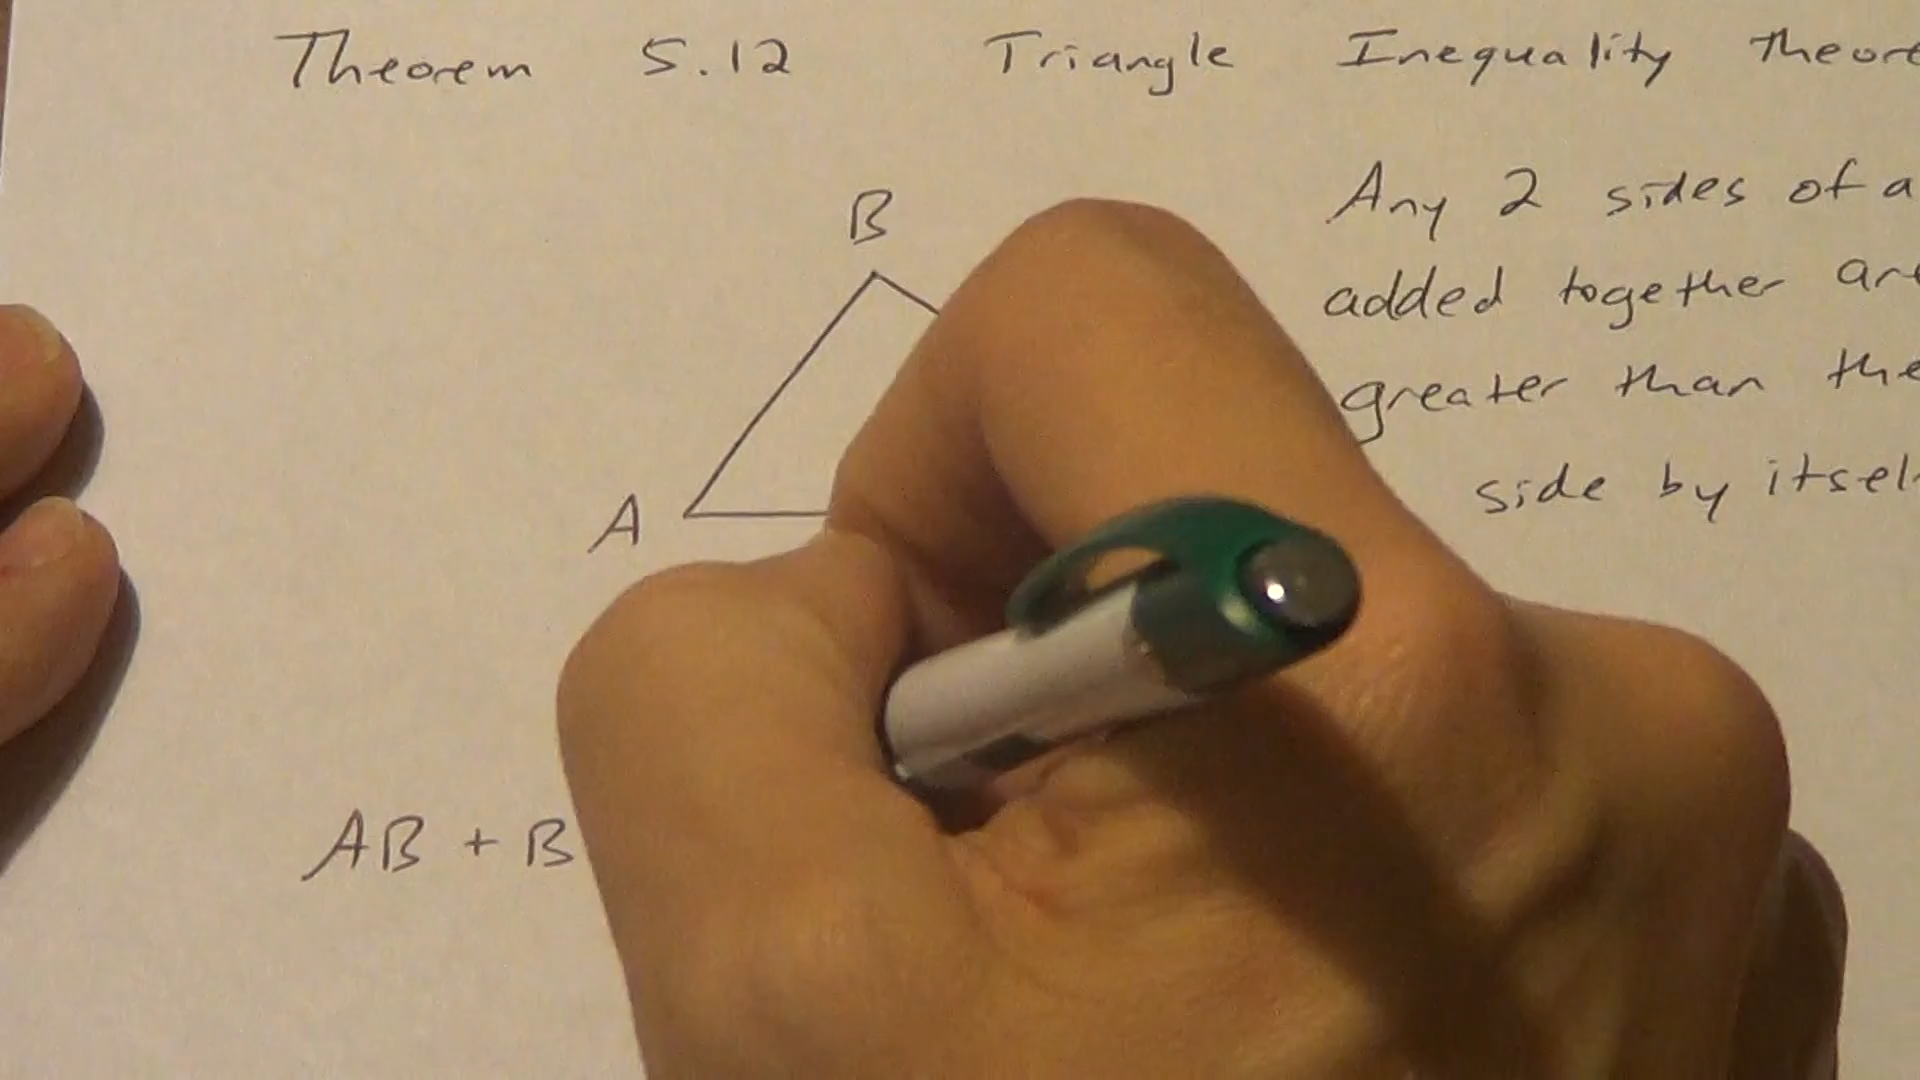 Theorem 5.12 Triangle Inequality
Any 2 sides of a
B
added together
greater than
side by
A
AB + B